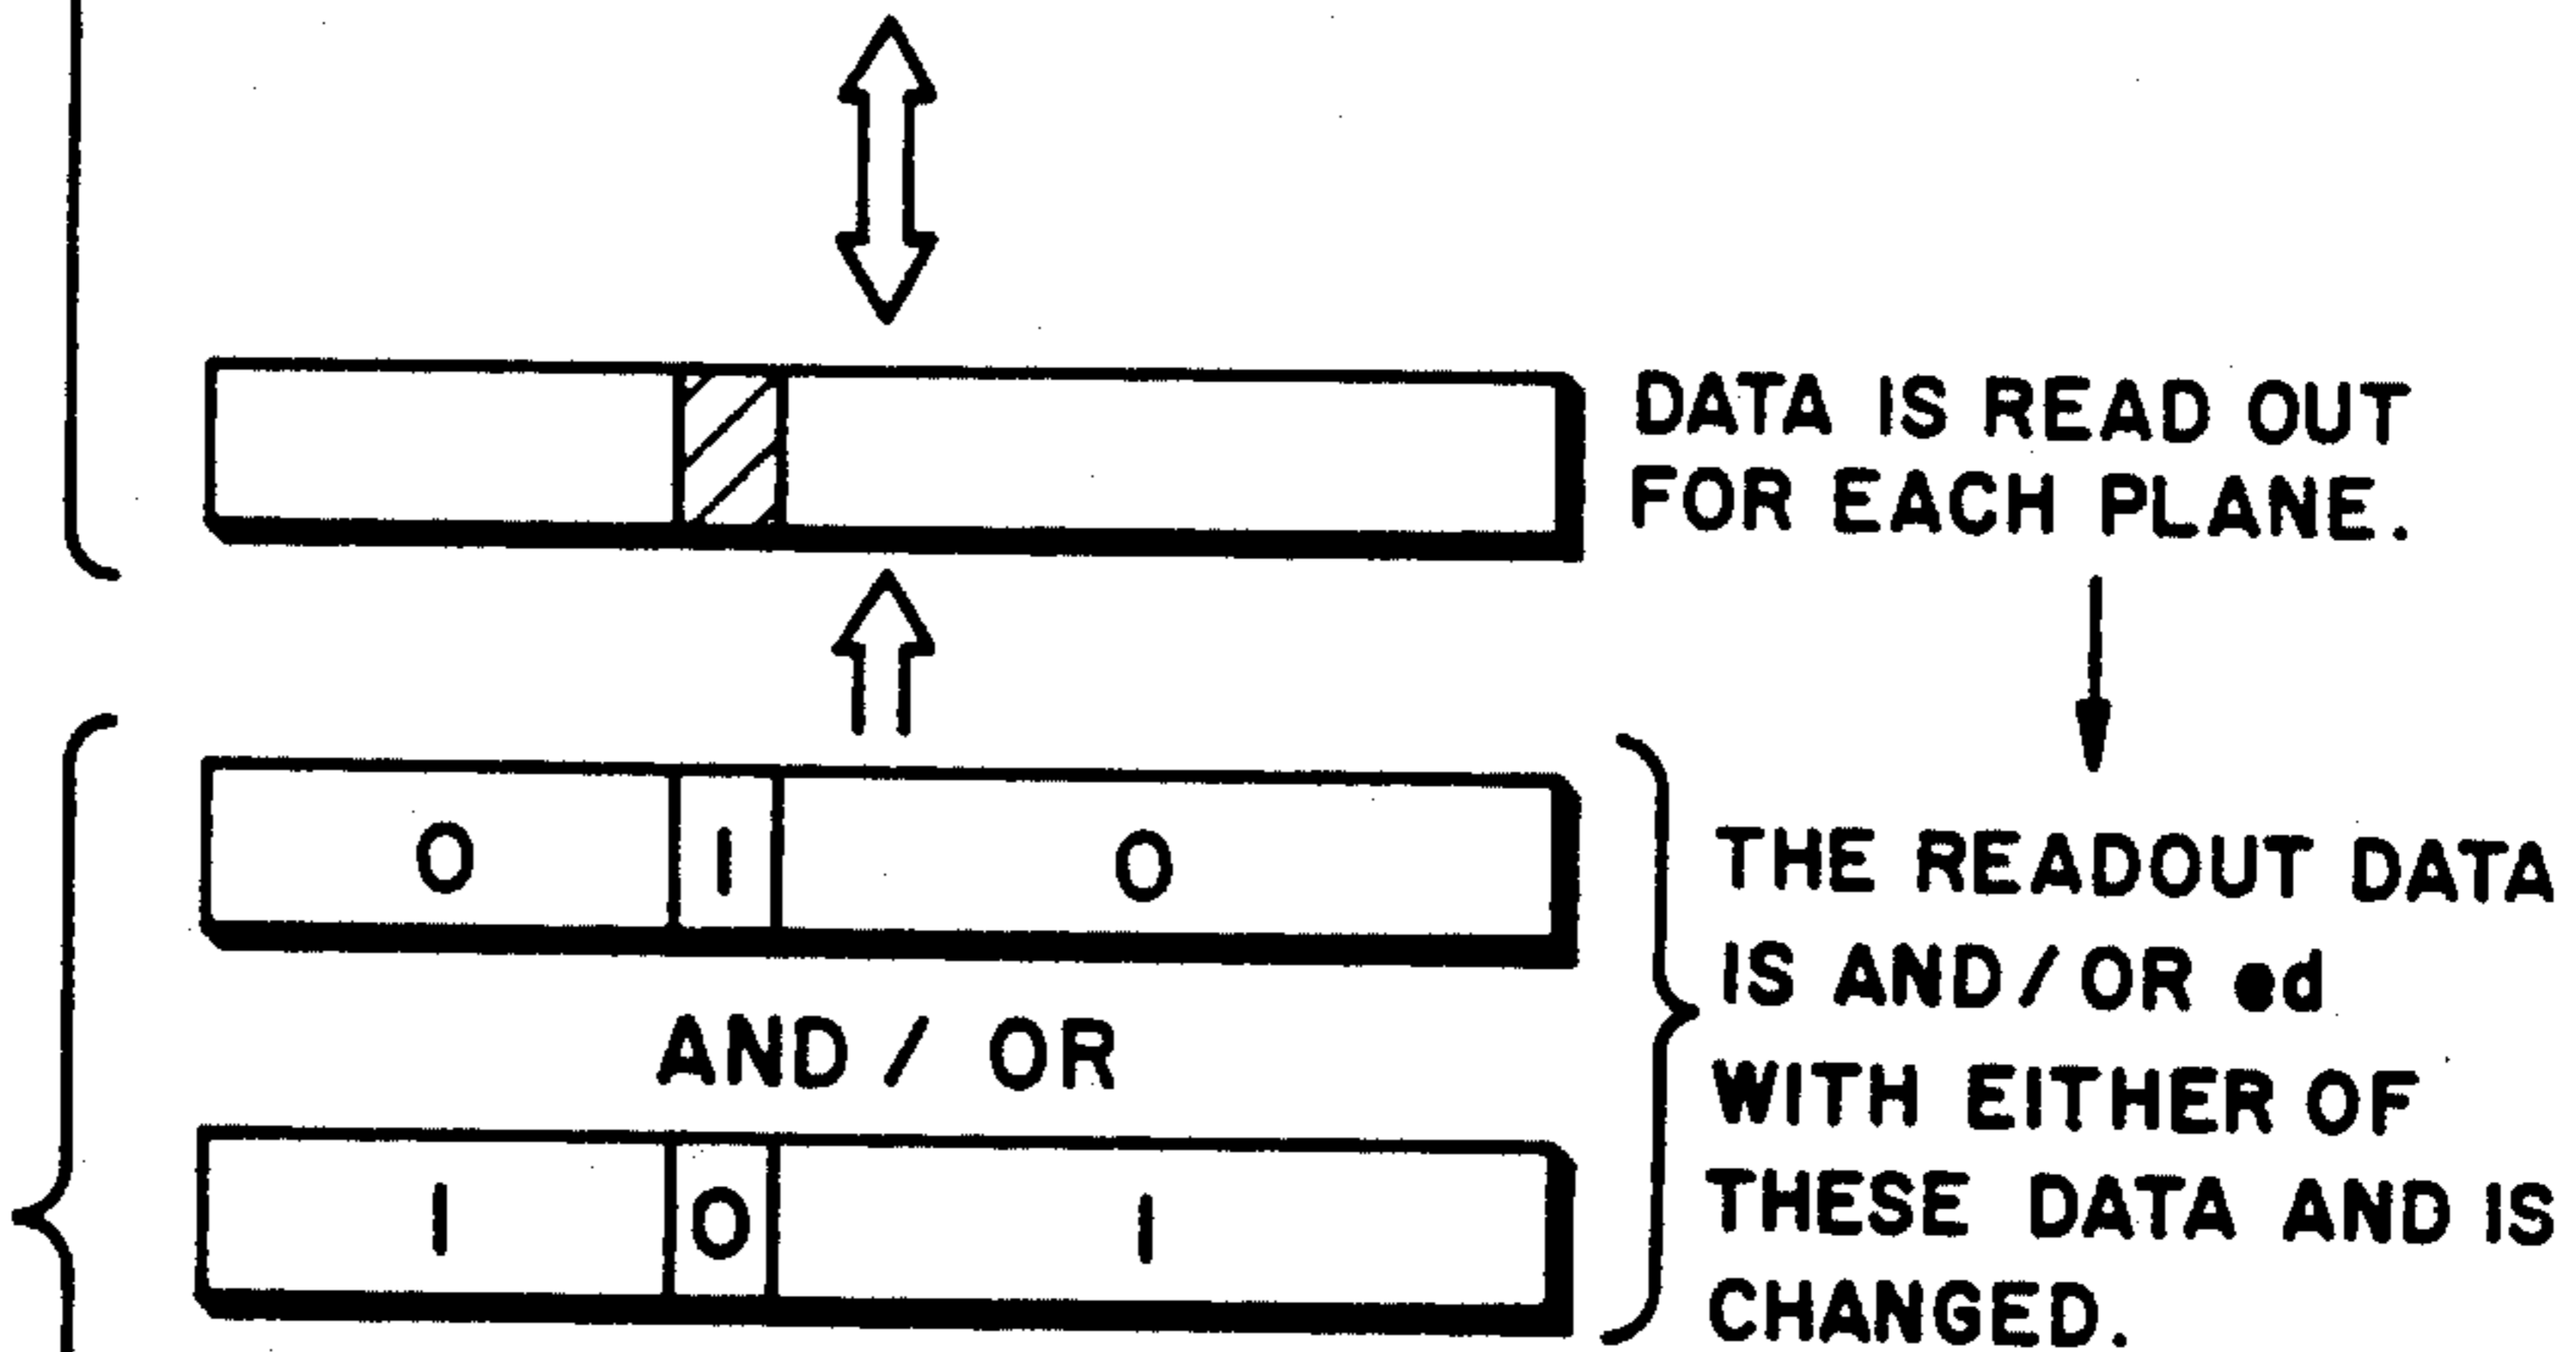 DATA IS READ OUT
FOR EACH PLANE.
0 1 0
AND / OR
1 0 1
THE READOUT DATA
IS AND/OR ed
WITH EITHER OF
THESE DATA AND IS
CHANGED.